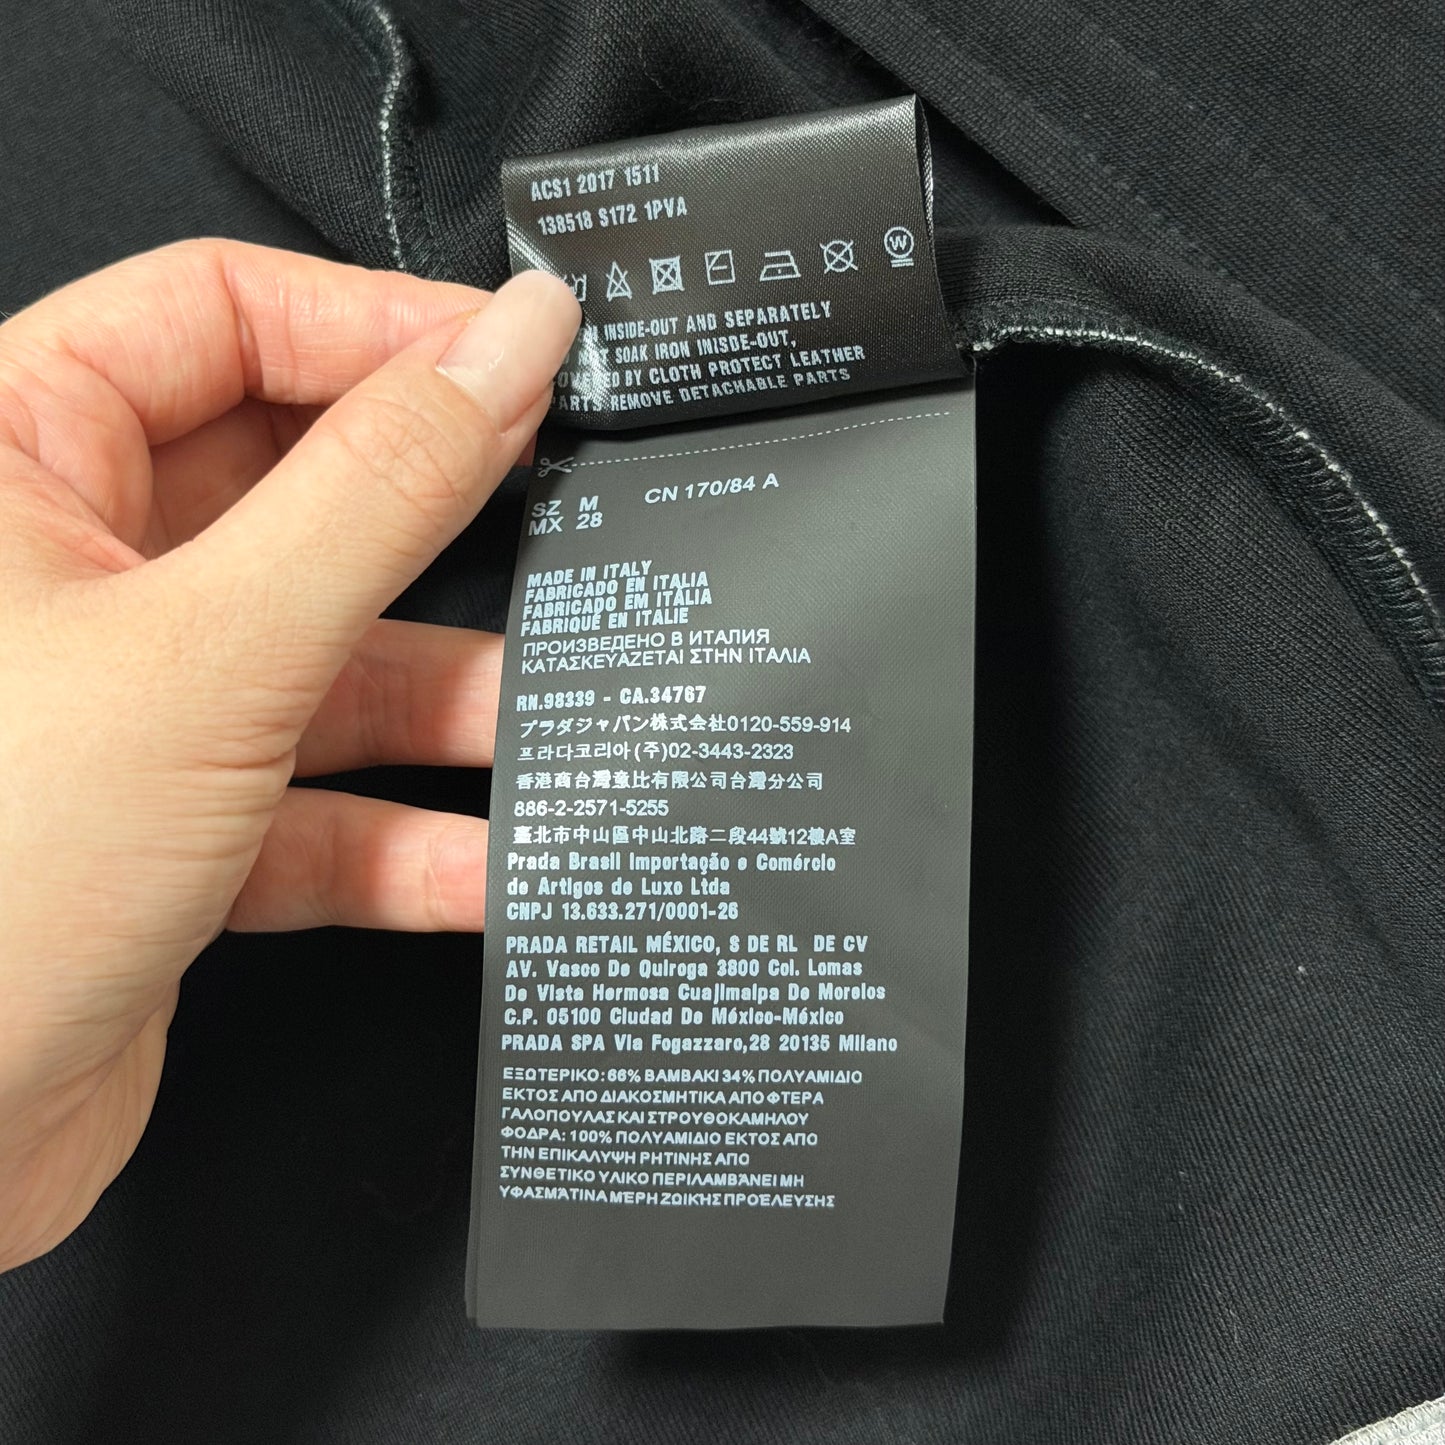 ACS1 2017 1511
138518 S172 1PVA
W
INSIDE-OUT AND SEPARATELY
SOAK IRON INISDE-OUT,
COVERED BY CLOTH PROTECT LEATHER
PARTS REMOVE DETACHABLE PARTS
SZ M CN 170/84 A
MX 28
MADE IN ITALY
FABRICADO EN ITALIA
FABRICADO EM ITALIA
FABRIQUÉ EN ITALIE
ПРОИЗВЕДЕНО В ИТАЛИЯ
ΚΑΤΑΣΚΕΥΑΖΕΤΑΙ ΣΤΗΝ ΙΤΑΛΙΑ
RN.98339 - CA.34767
プラダジャパン株式会社0120-559-914
프라다코리아(주)02-3443-2323
香港商台灣僉比有限公司台灣分公司
886-2-2571-5255
臺北市中山區中山北路二段44號12樓A室
Prada Brasil Importação e Comércio
de Artigos de Luxo Ltda
CNPJ 13.633.271/0001-26
PRADA RETAIL MÉXICO, S DE RL DE CV
AV. Vasco De Quiroga 3800 Col. Lomas
De Vista Hermosa Cuajimalpa De Morelos
C.P. 05100 Ciudad De México-México
PRADA SPA Via Fogazzaro,28 20135 Milano
ΕΞΩΤΕΡΙΚΟ: 66% ΒΑΜΒΑΚΙ 34% ΠΟΛΥΑΜΙΔΙΟ
ΕΚΤΟΣ ΑΠΟ ΔΙΑΚΟΣΜΗΤΙΚΑ ΑΠΟ ΦΤΕΡΑ
ΓΑΛΟΠΟΥΛΑΣ ΚΑΙ ΣΤΡΟΥΘΟΚΑΜΗΛΟΥ
ΦΟΔΡΑ: 100% ΠΟΛΥΑΜΙΔΙΟ ΕΚΤΟΣ ΑΠΟ
ΤΗΝ ΕΠΙΚΑΛΥΨΗ ΡΗΤΙΝΗΣ ΑΠΟ
ΣΥΝΘΕΤΙΚΟ ΥΛΙΚΟ ΠΕΡΙΛΑΜΒΆΝΕΙ ΜΗ
ΥΦΑΣΜΆΤΙΝΑ ΜΈΡΗ ΖΩΙΚΉΣ ΠΡΟΈΛΕΥΣΗΣ